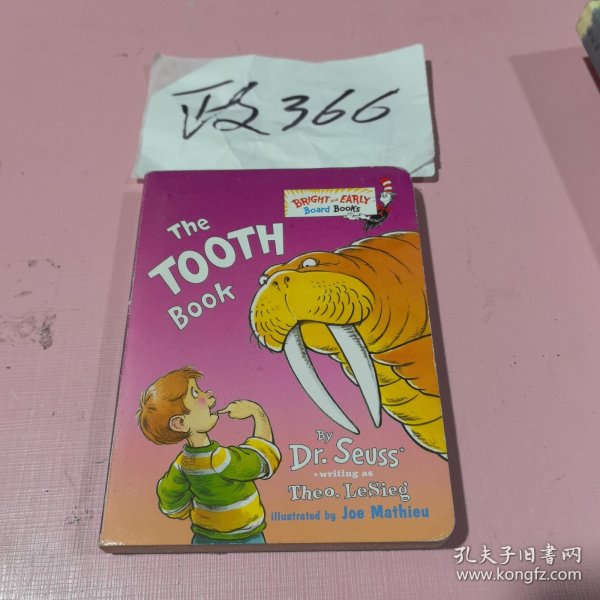 政366
BRIGHT and EARLY
Board Books
The
TOOTH
Book
By
Dr. Seuss
writing as
Theo. LeSieg
illustrated by Joe Mathieu
孔夫子旧书网
www.kongfz.com